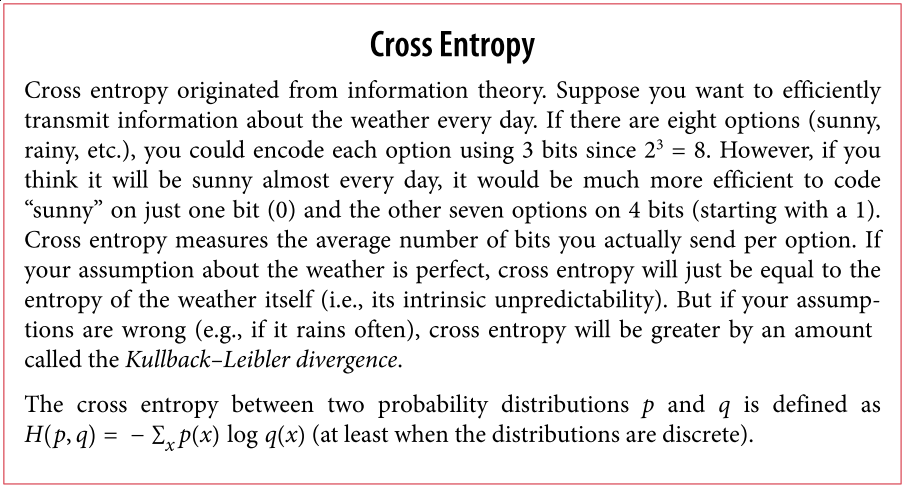 Cross Entropy
Cross entropy originated from information theory. Suppose you want to efficiently
transmit information about the weather every day. If there are eight options (sunny,
rainy, etc.), you could encode each option using 3 bits since 2³ = 8. However, if you
think it will be sunny almost every day, it would be much more efficient to code
“sunny” on just one bit (0) and the other seven options on 4 bits (starting with a 1).
Cross entropy measures the average number of bits you actually send per option. If
your assumption about the weather is perfect, cross entropy will just be equal to the
entropy of the weather itself (i.e., its intrinsic unpredictability). But if your assump-
tions are wrong (e.g., if it rains often), cross entropy will be greater by an amount
called the Kullback–Leibler divergence.
The cross entropy between two probability distributions p and q is defined as
H(p, q) = − Σₓ p(x) log q(x) (at least when the distributions are discrete).